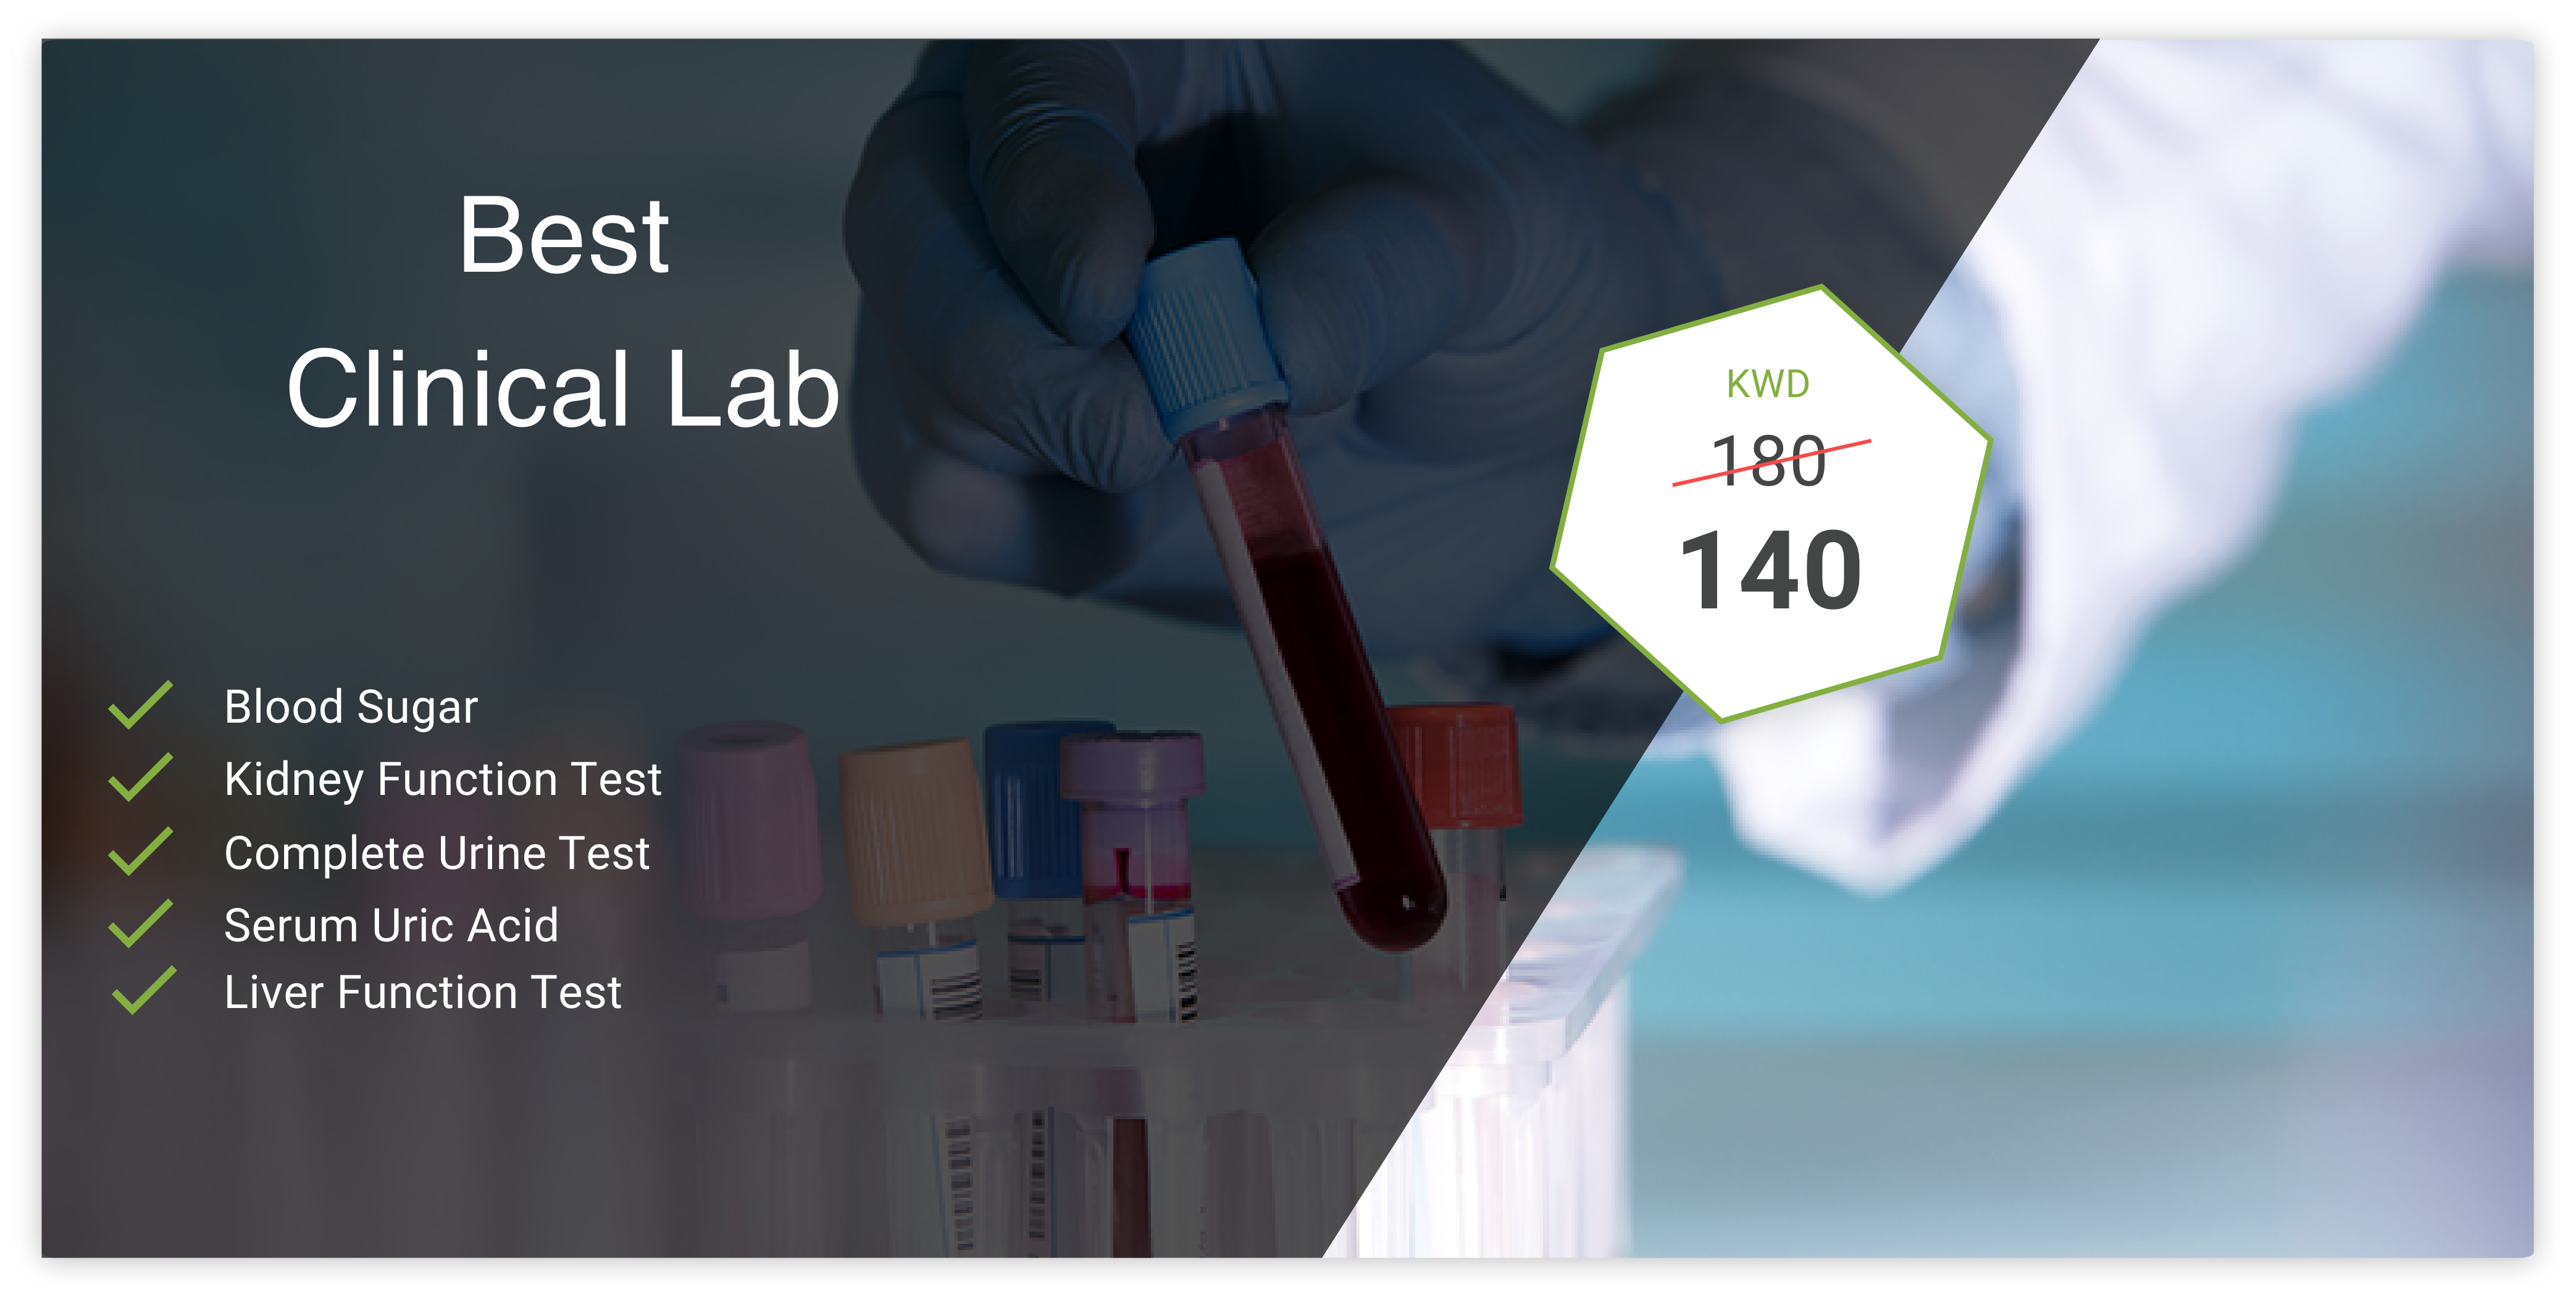 Best
Clinical Lab
KWD
180
140
Blood Sugar
Kidney Function Test
Complete Urine Test
Serum Uric Acid
Liver Function Test